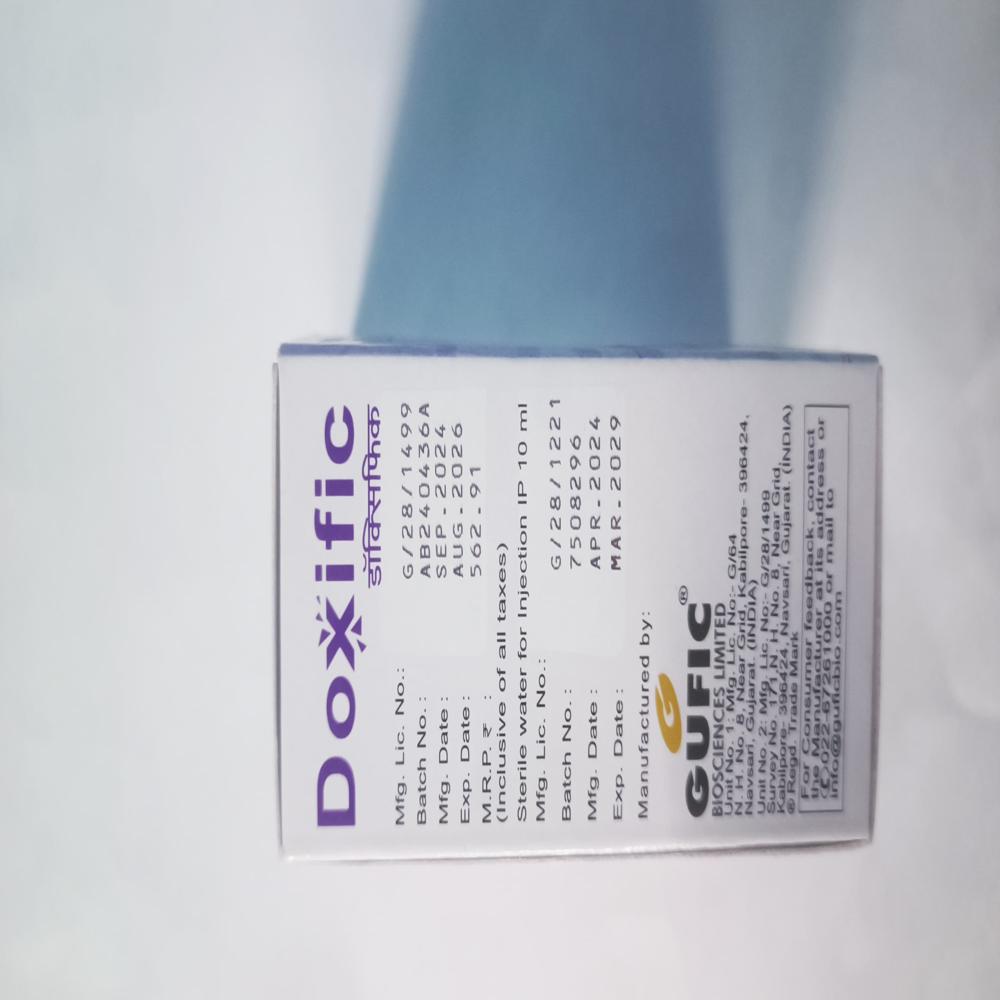 Doxific
डॉक्सिफिक
Mfg. Lic. No.: G/28/1499
Batch No. : AB240436A
Mfg. Date : SEP.2024
Exp. Date : AUG.2026
M.R.P. ₹ : 562.91
(Inclusive of all taxes)
Sterile water for Injection IP 10 ml
Mfg. Lic. No.: G/28/1221
Batch No. : 7508296
Mfg. Date : APR.2024
Exp. Date : MAR.2029
Manufactured by:
G
GUFIC®
BIOSCIENCES LIMITED
Unit No. 1: Mfg. Lic. No:- G/64
N. H. No. 8, Near Grid, Kabilpore- 396424,
Navsari, Gujarat. (INDIA)
Unit No. 2: Mfg. Lic. No:- G/28/1499
Survey No. 171, N. H. No. 8, Near Grid,
Kabilpore- 396424, Navsari, Gujarat. (INDIA)
® Regd. Trade Mark
For Consumer feedback, contact
the Manufacturer at its address or
022-67261000 or mail to
info@guficbio.com